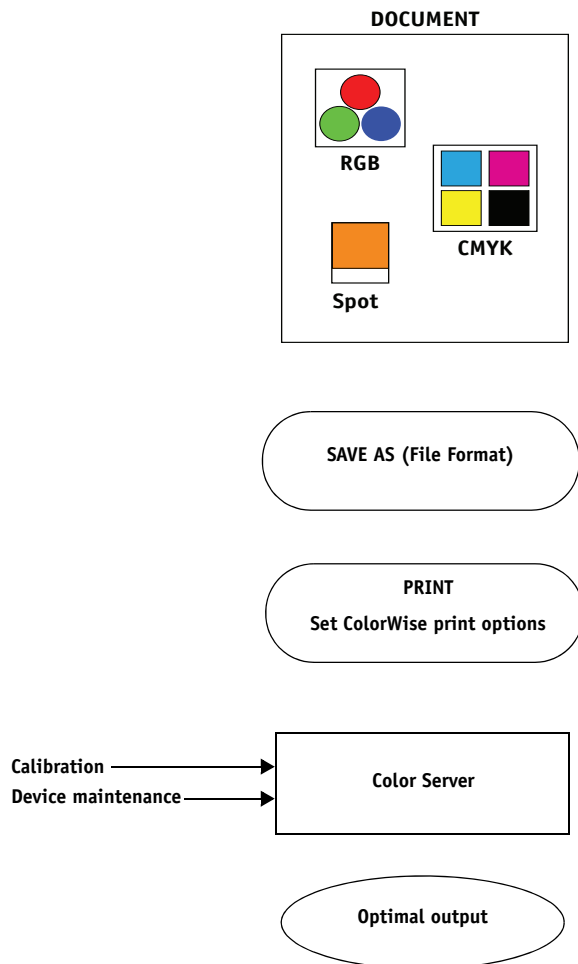 DOCUMENT
RGB
CMYK
Spot
SAVE AS (File Format)
PRINT
Set ColorWise print options
Calibration
Device maintenance
Color Server
Optimal output